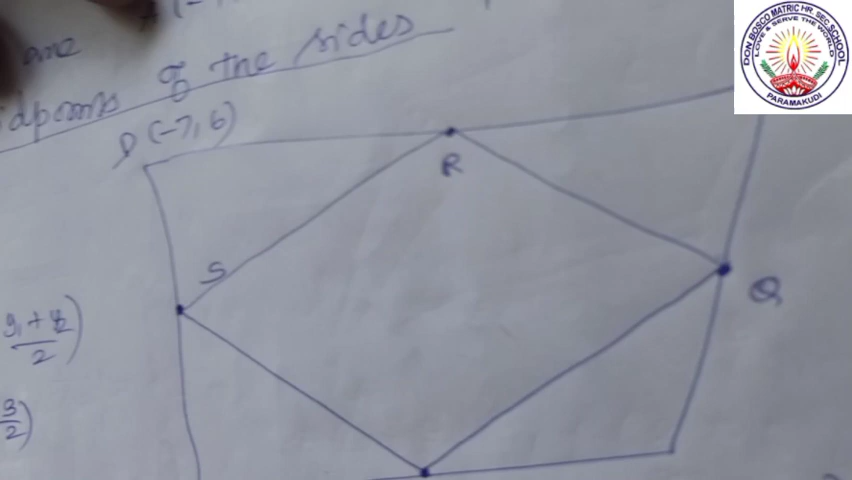 are
of the sides
D(-7, 6)
R
S
Q
y₁ + y₂
2
3
2
DON BOSCO MATRIC HR. SEC. SCHOOL
LOVE & SERVE THE WORLD
PARAMAKUDI